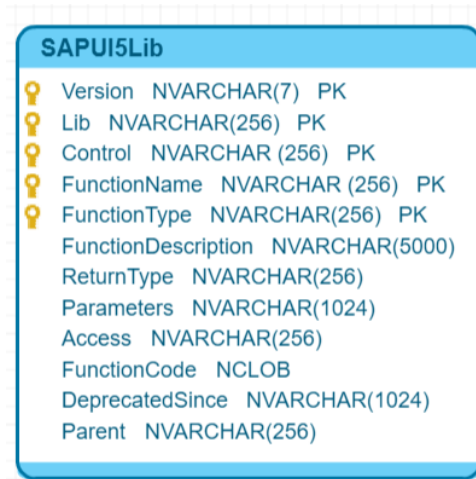 SAPUI5Lib
Version NVARCHAR(7) PK
Lib NVARCHAR(256) PK
Control NVARCHAR (256) PK
FunctionName NVARCHAR (256) PK
FunctionType NVARCHAR(256) PK
FunctionDescription NVARCHAR(5000)
ReturnType NVARCHAR(256)
Parameters NVARCHAR(1024)
Access NVARCHAR(256)
FunctionCode NCLOB
DeprecatedSince NVARCHAR(1024)
Parent NVARCHAR(256)